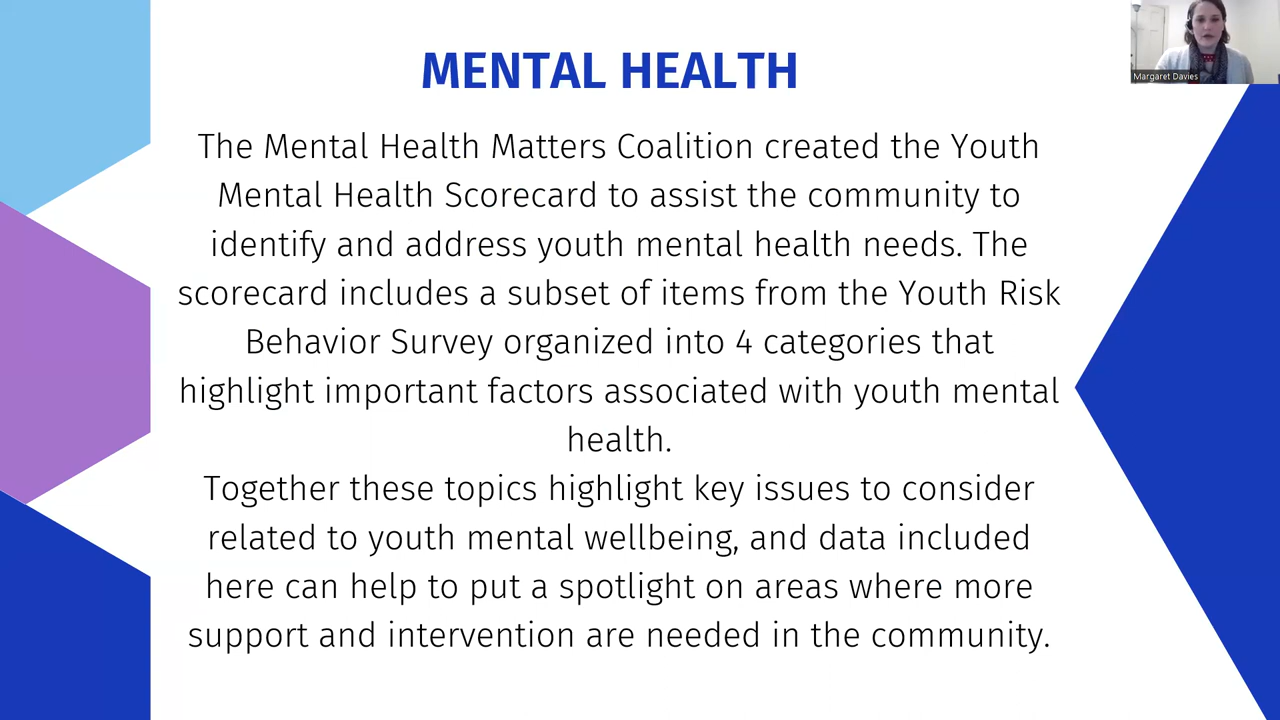 MENTAL HEALTH
Margaret Davies
The Mental Health Matters Coalition created the Youth
Mental Health Scorecard to assist the community to
identify and address youth mental health needs. The
scorecard includes a subset of items from the Youth Risk
Behavior Survey organized into 4 categories that
highlight important factors associated with youth mental
health.
Together these topics highlight key issues to consider
related to youth mental wellbeing, and data included
here can help to put a spotlight on areas where more
support and intervention are needed in the community.